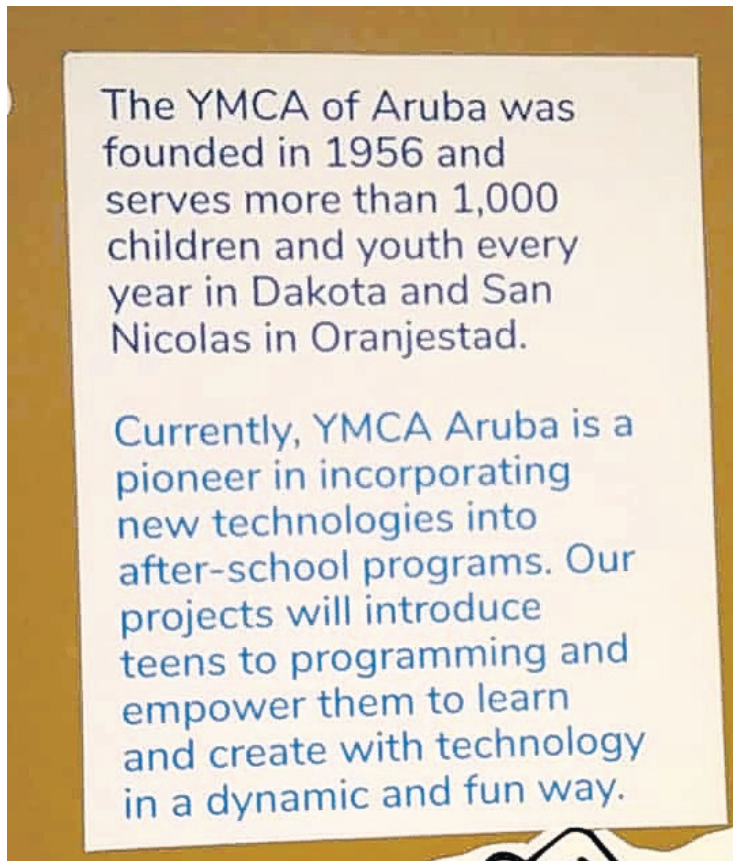 The YMCA of Aruba was
founded in 1956 and
serves more than 1,000
children and youth every
year in Dakota and San
Nicolas in Oranjestad.
Currently, YMCA Aruba is a
pioneer in incorporating
new technologies into
after-school programs. Our
projects will introduce
teens to programming and
empower them to learn
and create with technology
in a dynamic and fun way.